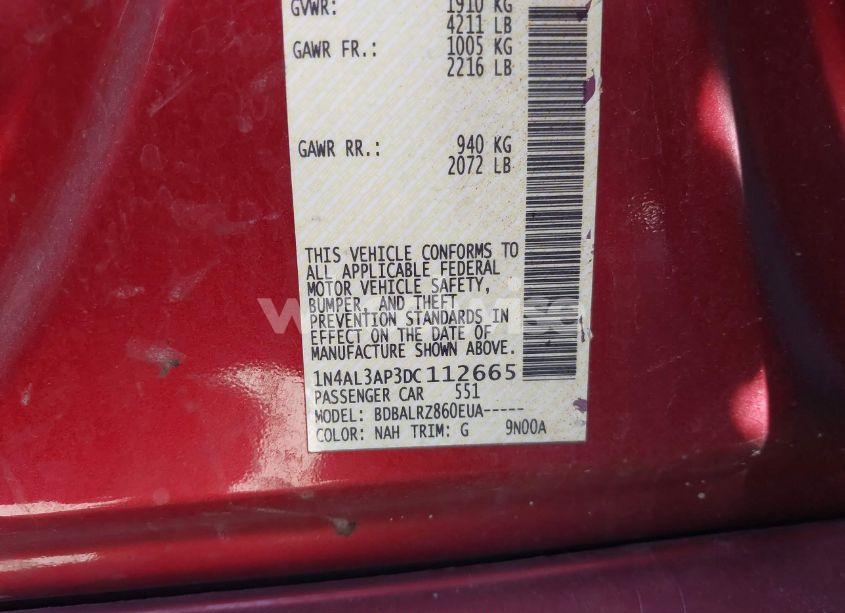 GVWR: 1910 KG
4211 LB
GAWR FR.: 1005 KG
2216 LB
GAWR RR.: 940 KG
2072 LB
THIS VEHICLE CONFORMS TO
ALL APPLICABLE FEDERAL
MOTOR VEHICLE SAFETY,
BUMPER, AND THEFT
PREVENTION STANDARDS IN
EFFECT ON THE DATE OF
MANUFACTURE SHOWN ABOVE.
1N4AL3AP3DC112665
PASSENGER CAR 551
MODEL: BDBALRZ860EUA-----
COLOR: NAH TRIM: G 9N00A